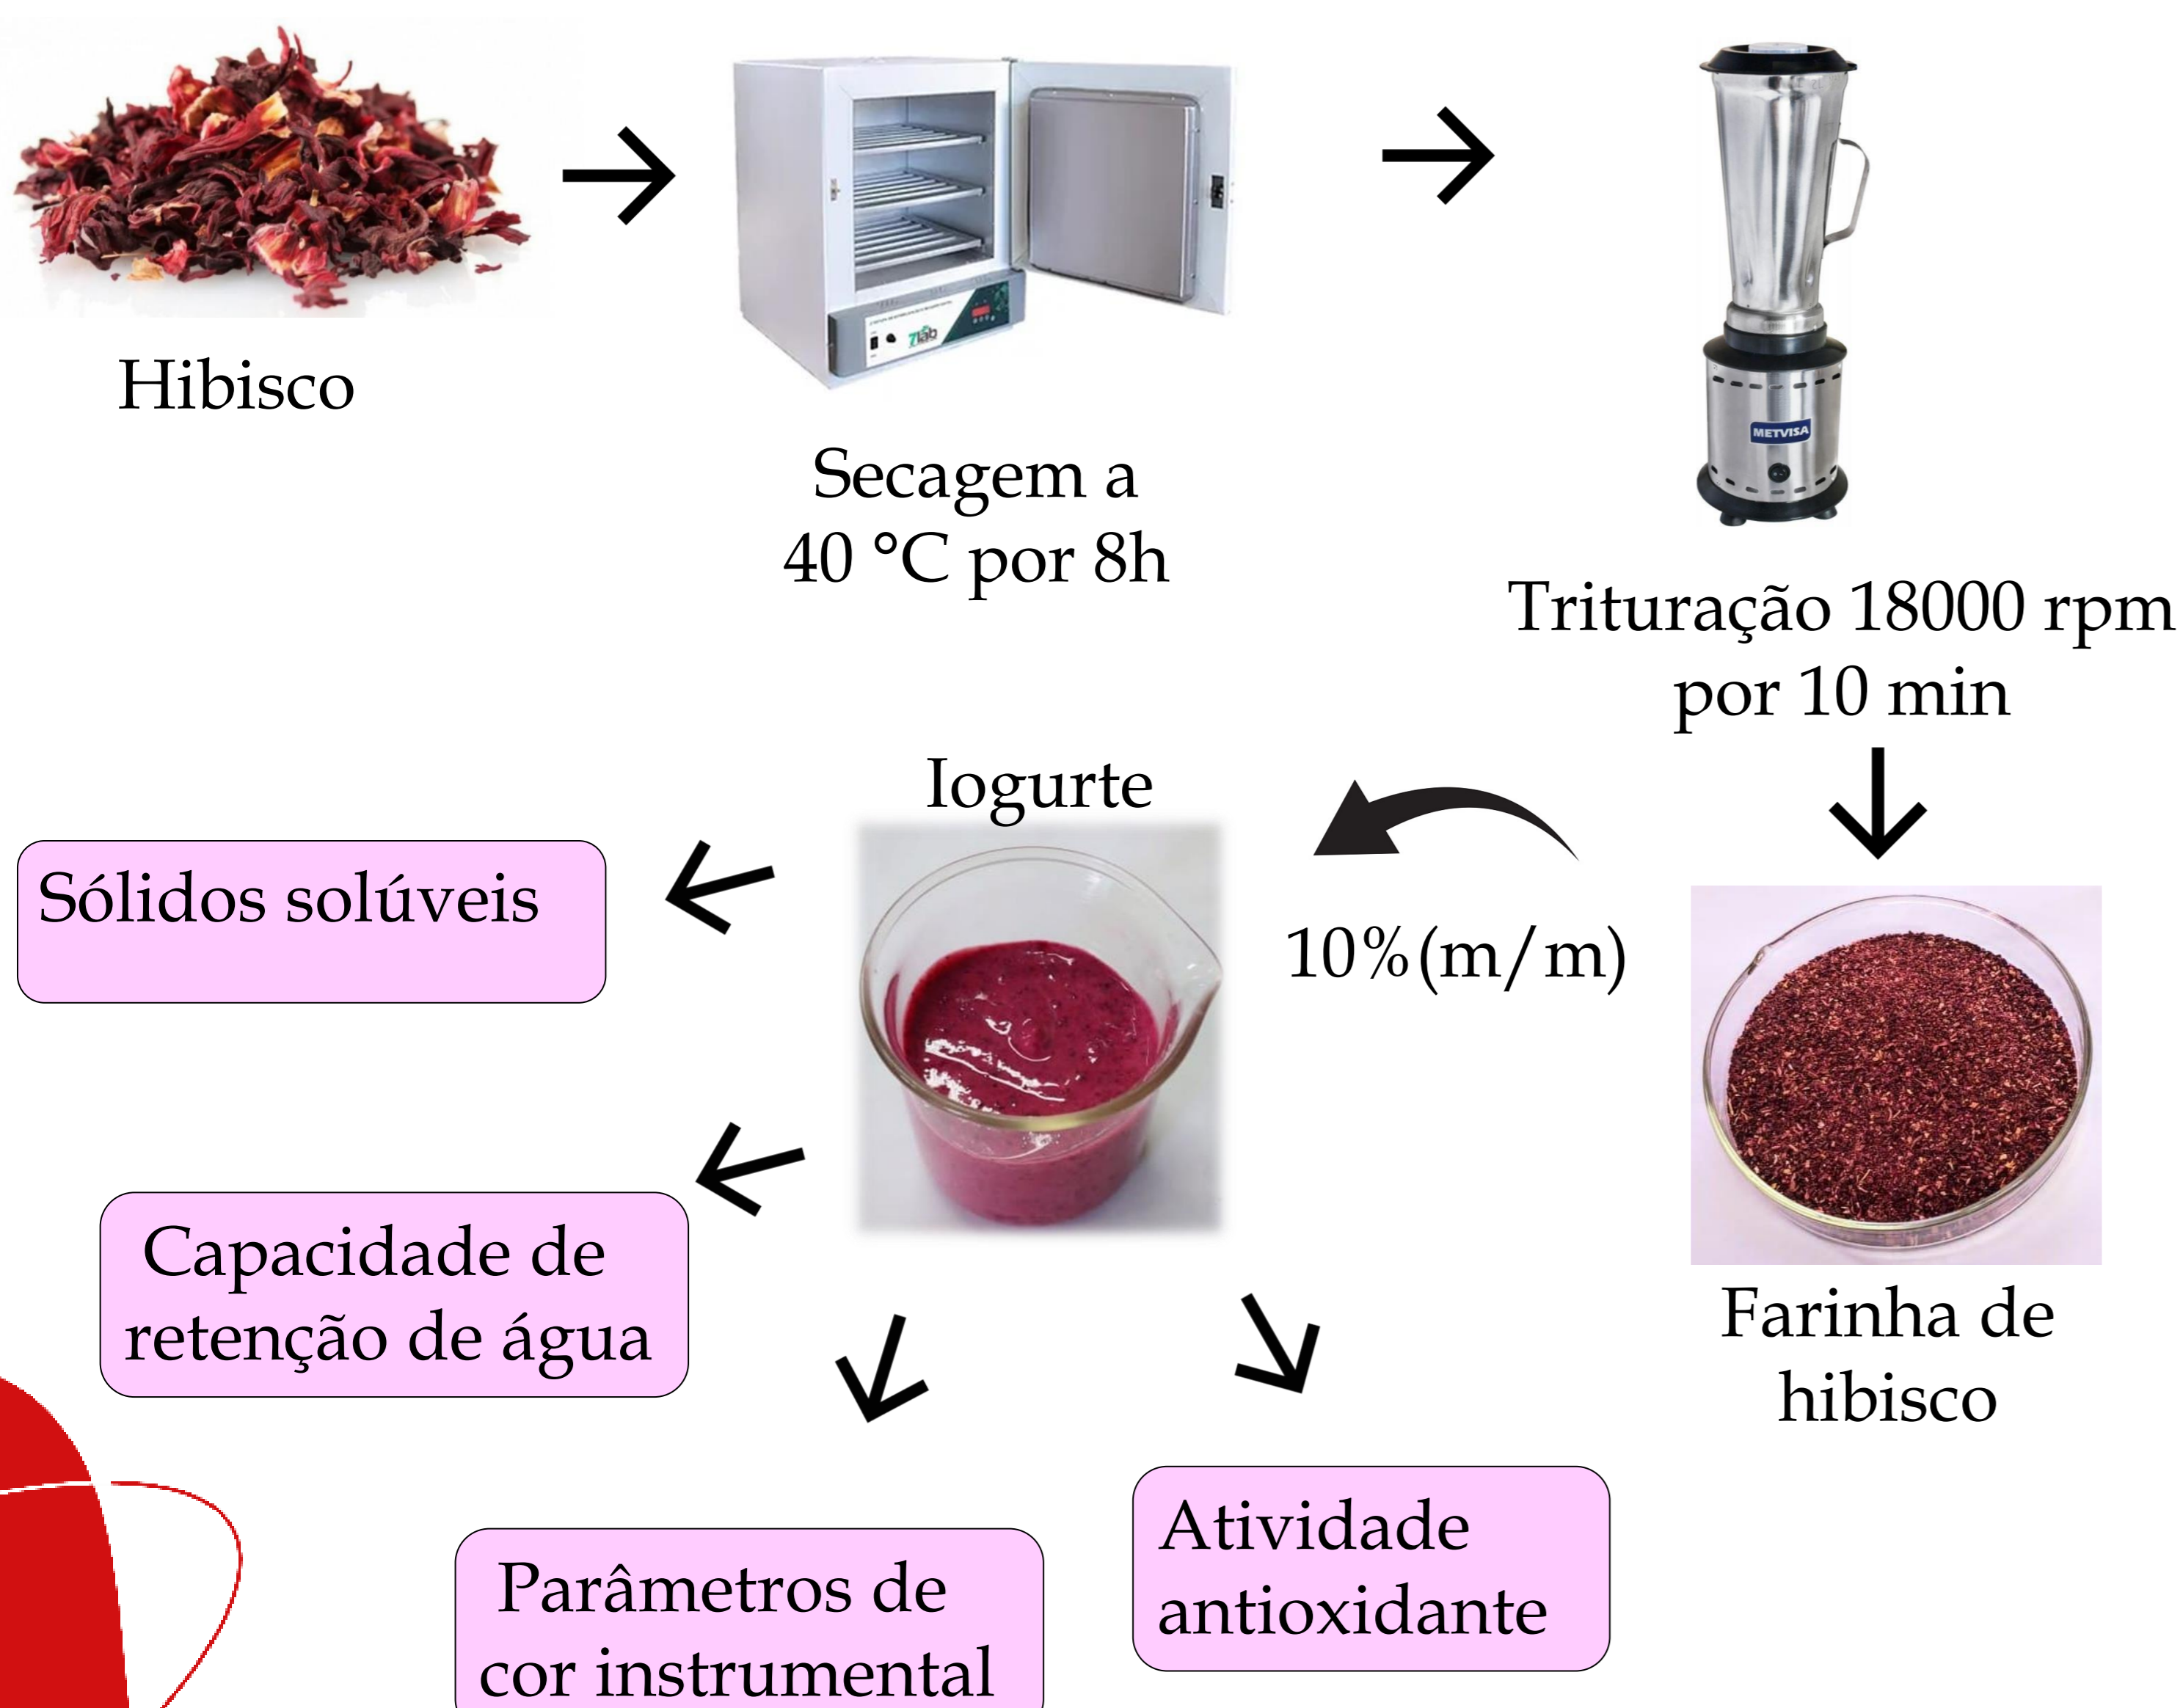 Hibisco
7lab
Secagem a
40 °C por 8h
METVISA
Trituração 18000 rpm
por 10 min
Iogurte
10%(m/m)
Farinha de
hibisco
Sólidos solúveis
Capacidade de
retenção de água
Parâmetros de
cor instrumental
Atividade
antioxidante